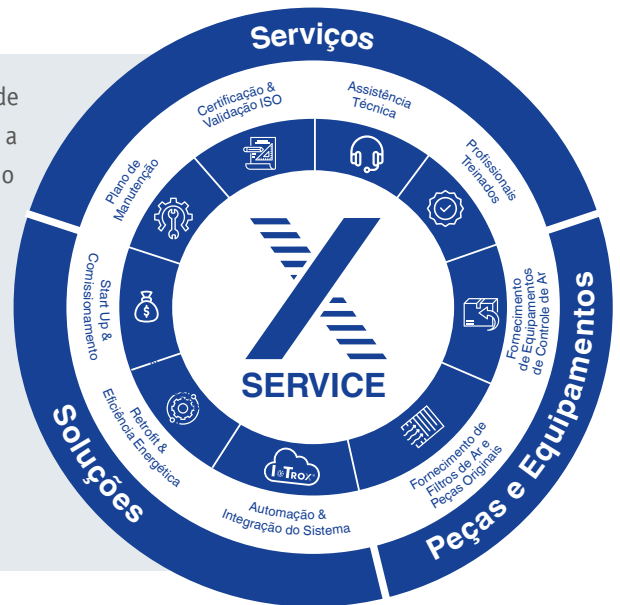 de
a
o
Serviços
Certificação &
Validação ISO
Assistência
Técnica
Profissionais
Treinados
Plano de
Manutenção
Start Up &
Comissionamento
Fornecimento
de Equipamentos
de Controle de Ar
X
SERVICE
$
Retrofit &
Eficiência Energética
IoTROX
Automação &
Integração do Sistema
Fornecimento de
Filtros de Ar e
Peças Originais
Soluções
Peças e Equipamentos